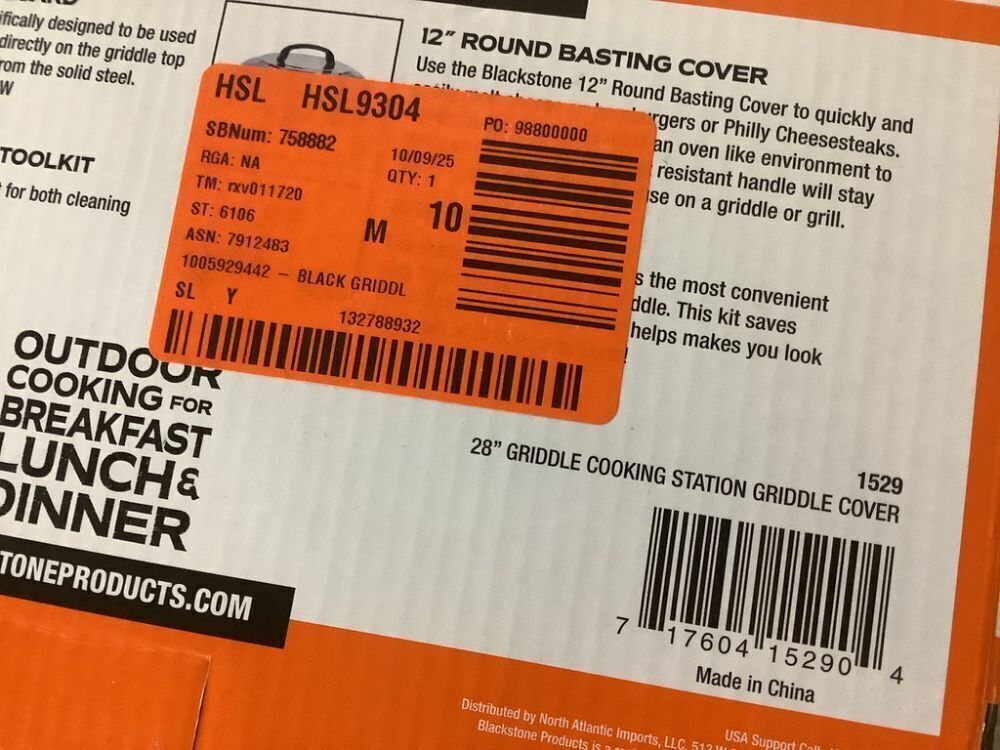 ifically designed to be used
directly on the griddle top
rom the solid steel.
W
TOOLKIT
for both cleaning
OUTDOOR
COOKING FOR
BREAKFAST
LUNCH &
DINNER
TONEPRODUCTS.COM
12" ROUND BASTING COVER
Use the Blackstone 12" Round Basting Cover to quickly and
rgers or Philly Cheesesteaks.
an oven like environment to
resistant handle will stay
se on a griddle or grill.
s the most convenient
ddle. This kit saves
helps makes you look
HSL HSL9304
SBNum: 758882
PO: 98800000
RGA: NA
10/09/25
TM: rxv011720
QTY: 1
ST: 6106
M 10
ASN: 7912483
1005929442 - BLACK GRIDDL
SL Y
132788932
1529
28" GRIDDLE COOKING STATION GRIDDLE COVER
7 17604 15290 4
Made in China
Distributed by North Atlantic Imports, LLC. 512 W
USA Support
Blackstone Products is a